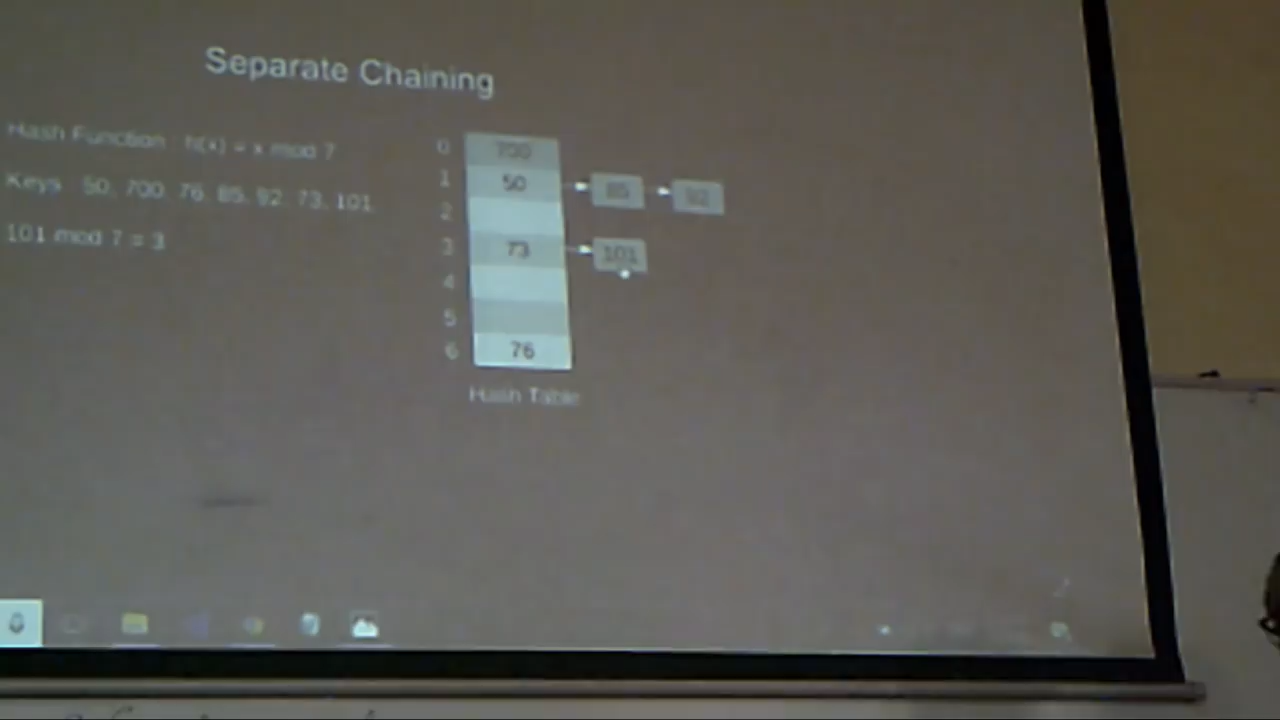 Separate Chaining
Hash Function : h(x) = x mod 7
Keys : 50, 700, 76, 85, 92, 73, 101
101 mod 7 = 3
0 700
1 50 85 92
2
3 73 101
4
5
6 76
Hash Table